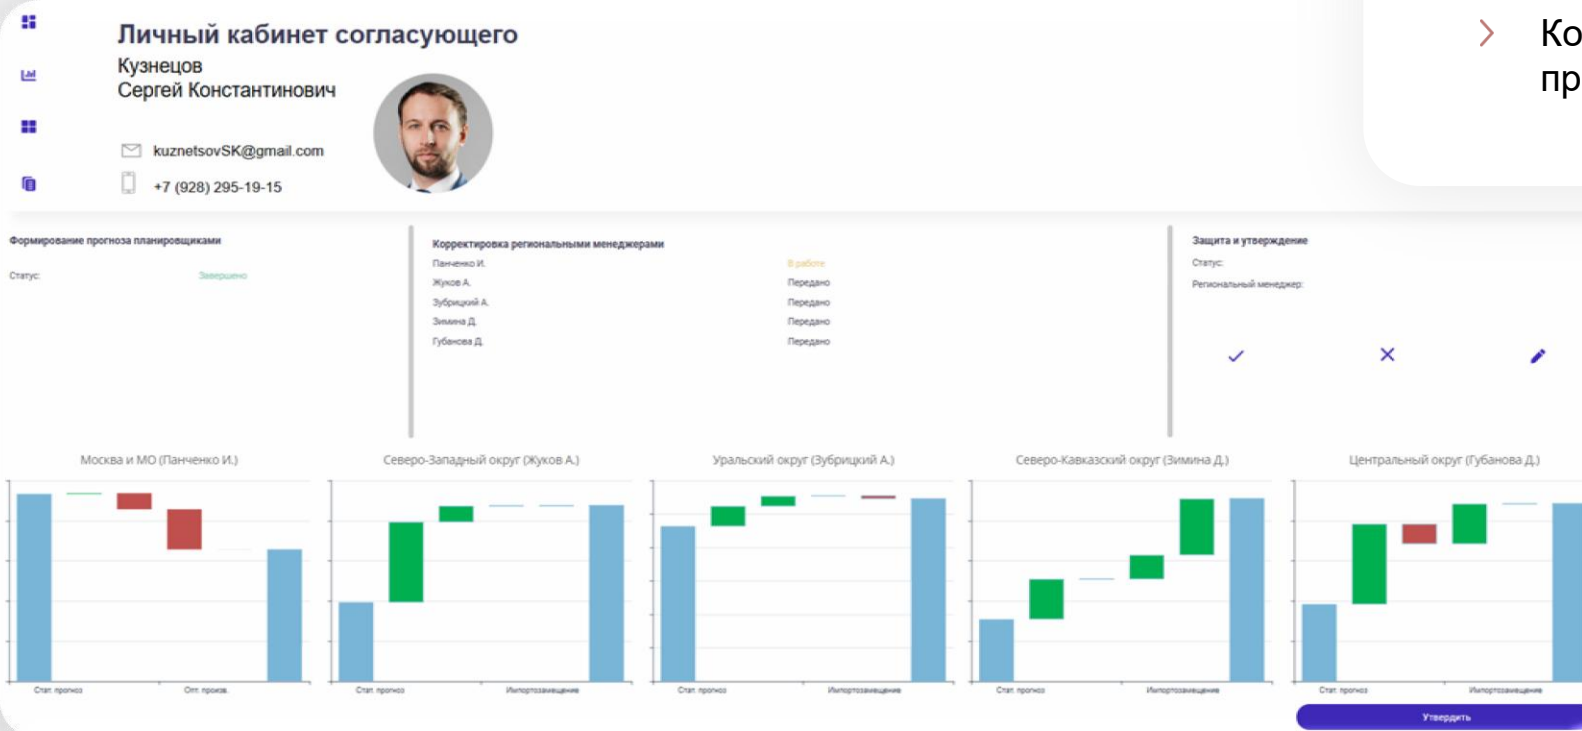 Личный кабинет согласующего
Кузнецов
Сергей Константинович
kuznetsovSK@gmail.com
+7 (928) 295-19-15
Ко
пр
Формирование прогноза планировщиками
Статус: Завершено
Корректировка региональными менеджерами
Панченко И. В работе
Жуков А. Передано
Зубрицкий А. Передано
Зимина Д. Передано
Губанова Д. Передано
Защита и утверждение
Статус:
Региональный менеджер:
Москва и МО (Панченко И.)
Стат. прогноз Опт. произв.
Северо-Западный округ (Жуков А.)
Стат. прогноз Импортозамещение
Уральский округ (Зубрицкий А.)
Стат. прогноз Импортозамещение
Северо-Кавказский округ (Зимина Д.)
Стат. прогноз Импортозамещение
Центральный округ (Губанова Д.)
Стат. прогноз Импортозамещение
Утвердить